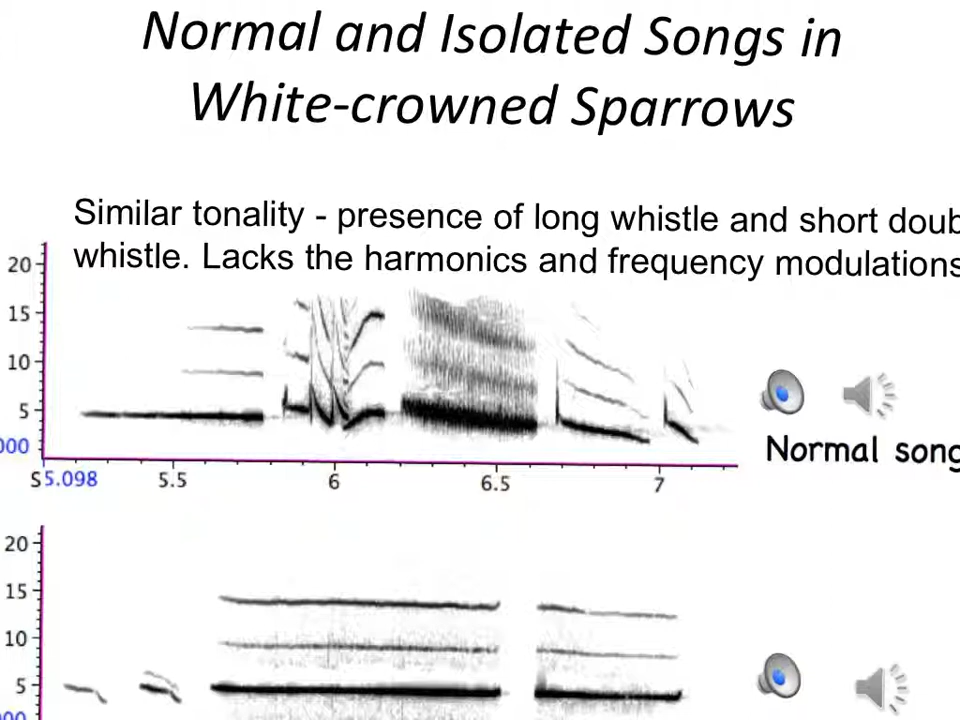 Normal and Isolated Songs in
White-crowned Sparrows
Similar tonality - presence of long whistle and short doub
whistle. Lacks the harmonics and frequency modulations
20
15
10
5
000
S5.098 5.5 6 6.5 7
Normal song
20
15
10
5
000